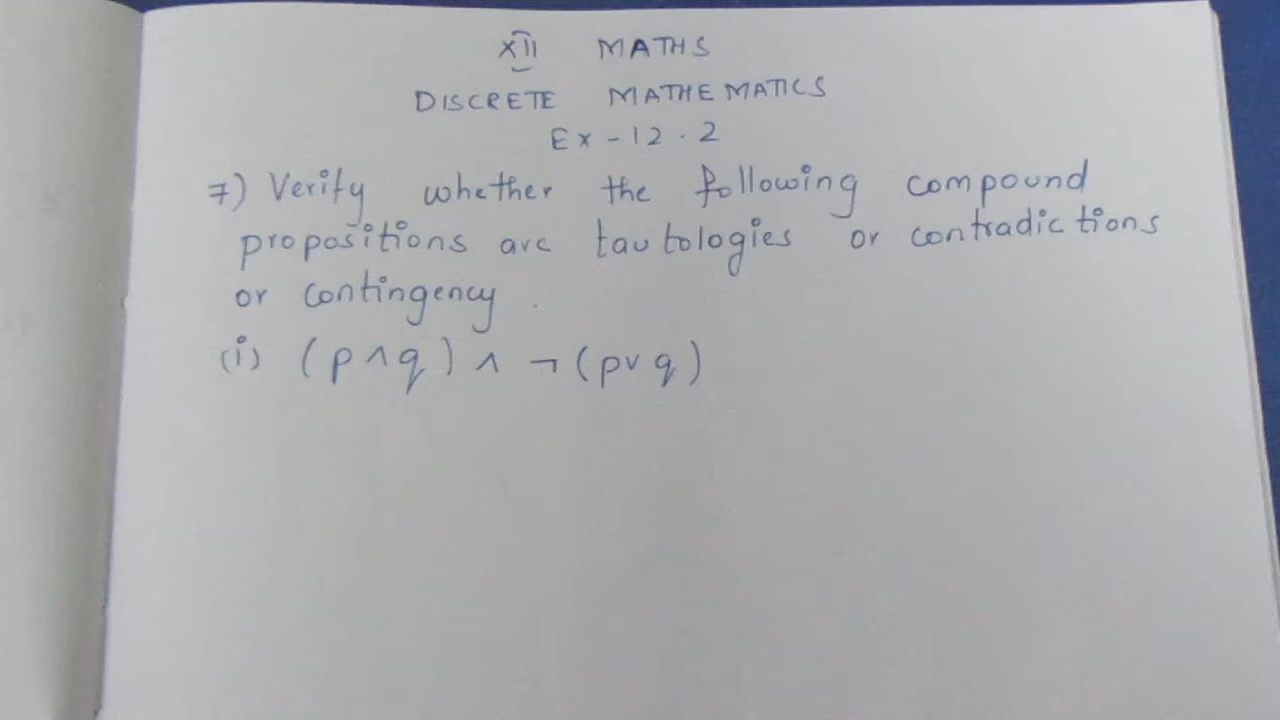 XII MATHS
DISCRETE MATHEMATICS
Ex - 12.2
7) Verify whether the following compound
propositions are tautologies or contradictions
or contingency.
(i) (p ∧ q) ∧ ¬ (p ∨ q)